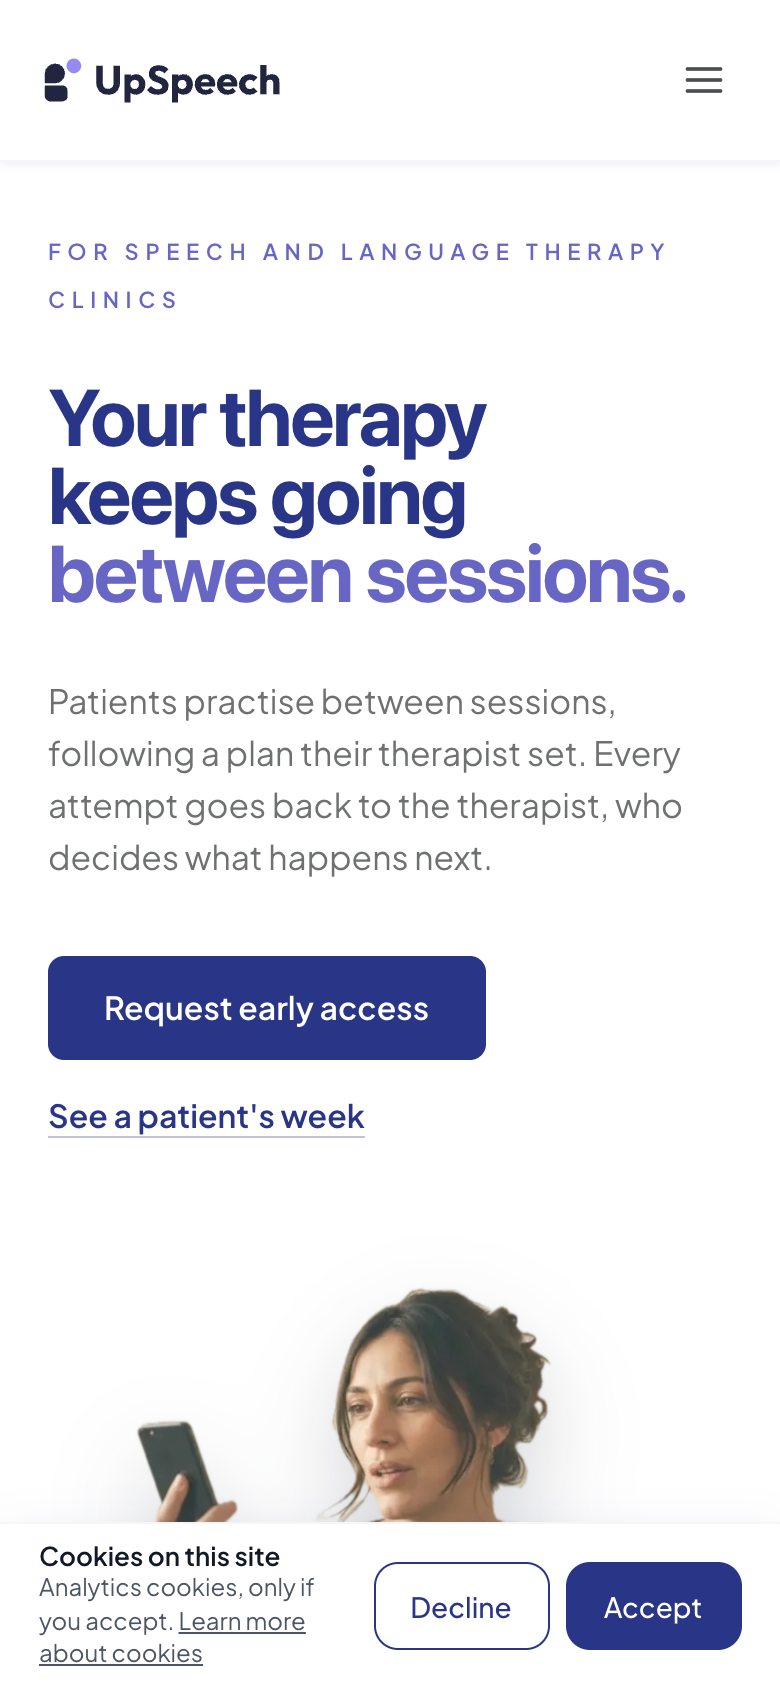 UpSpeech
FOR SPEECH AND LANGUAGE THERAPY
CLINICS
Your therapy
keeps going
between sessions.
Patients practise between sessions,
following a plan their therapist set. Every
attempt goes back to the therapist, who
decides what happens next.
Request early access
See a patient's week
Cookies on this site
Analytics cookies, only if
you accept. Learn more
about cookies
Decline
Accept